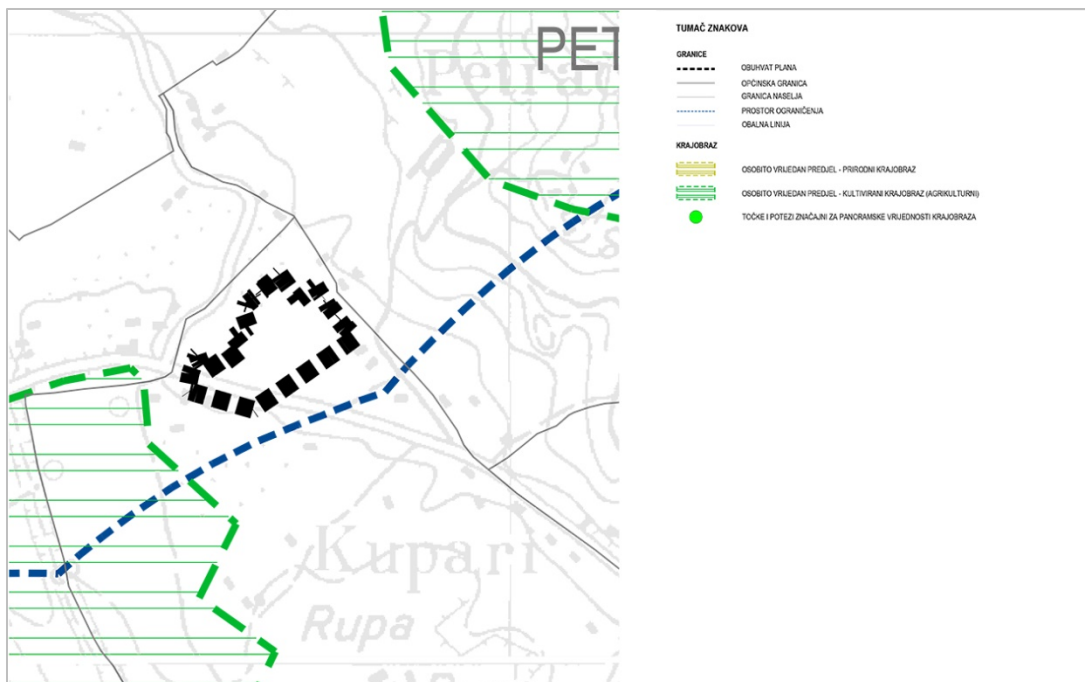 PET
Petrač
TUMAČ ZNAKOVA
GRANICE
OBUHVAT PLANA
OPĆINSKA GRANICA
GRANICA NASELJA
PROSTOR OGRANIČENJA
OBALNA LINIJA
KRAJOBRAZ
OSOBITO VRIJEDAN PREDJEL - PRIRODNI KRAJOBRAZ
OSOBITO VRIJEDAN PREDJEL - KULTIVIRANI KRAJOBRAZ (AGRIKULTURNI)
TOČKE I POTEZI ZNAČAJNI ZA PANORAMSKE VRIJEDNOSTI KRAJOBRAZA
Kupari
Rupa